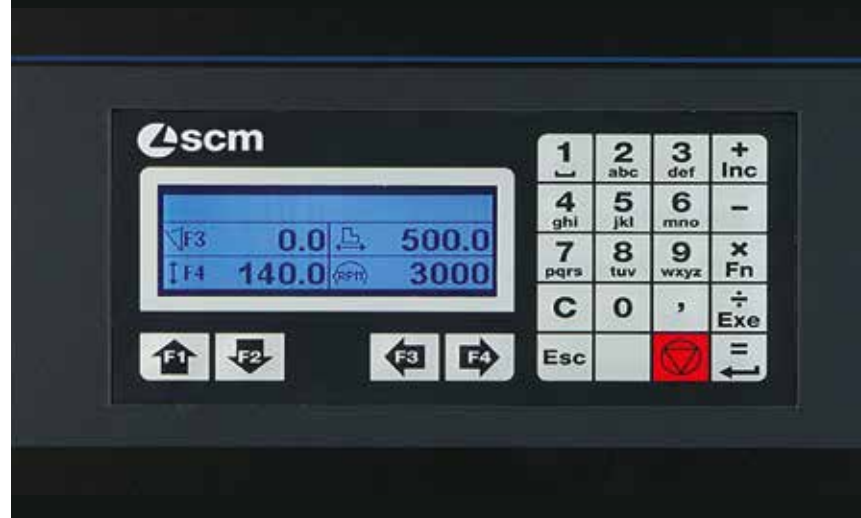 scm
F3 0.0 500.0
F4 140.0 RPM 3000
F1 F2 F3 F4
1 2 abc 3 def + Inc
4 ghi 5 jkl 6 mno -
7 pqrs 8 tuv 9 wxyz × Fn
C 0 , ÷ Exe
Esc =